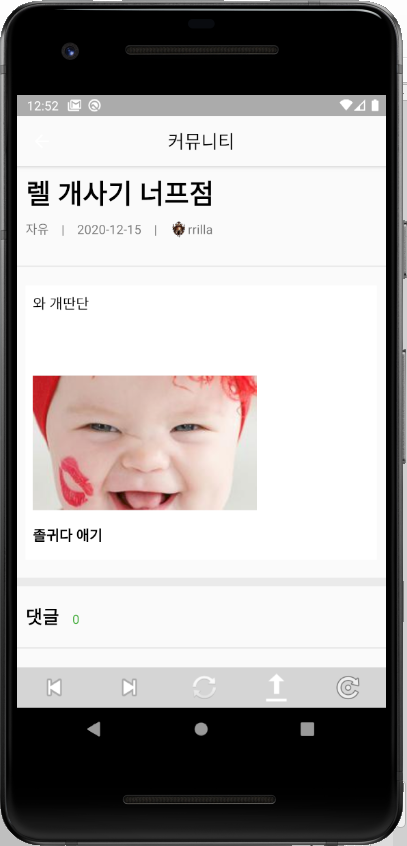 12:52
커뮤니티
렐 개사기 너프점
자유 | 2020-12-15 | rrilla
와 개딴단
졸귀다 애기
댓글 0